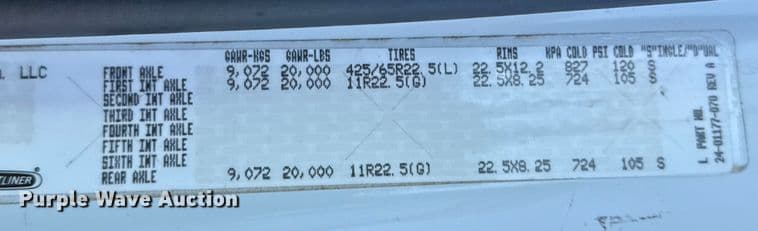 GAWR-KGS GAWR-LBS TIRES RIMS KPA COLD PSI COLD "S"INGLE/"D"UAL
LLC
FRONT AXLE 9,072 20,000 425/65R22.5(L) 22.5X12.2 827 120 S
FIRST INT AXLE 9,072 20,000 11R22.5(G) 22.5X8.25 724 105 S
SECOND INT AXLE
THIRD INT AXLE
FOURTH INT AXLE
FIFTH INT AXLE
SIXTH INT AXLE
REAR AXLE 9,072 20,000 11R22.5(G) 22.5X8.25 724 105 S
L PART NO.
24-01177-070 REV A
TLINER
Purple Wave Auction